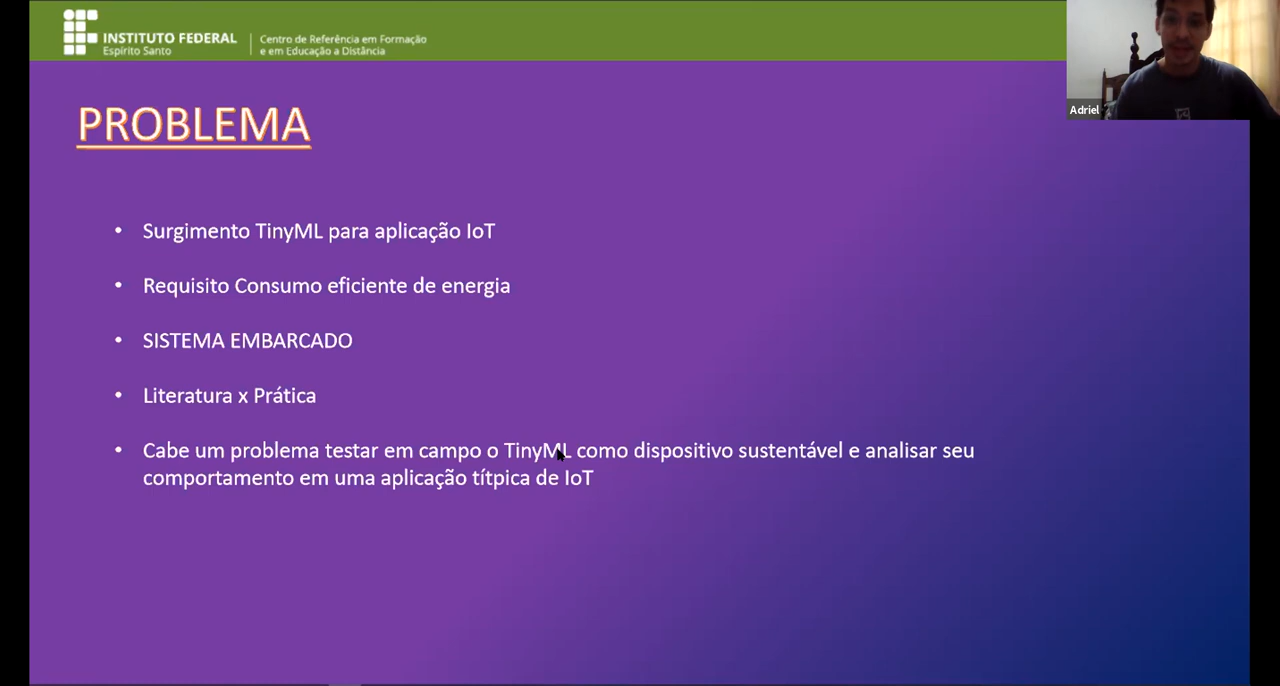 INSTITUTO FEDERAL
Espírito Santo
Centro de Referência em Formação
e em Educação a Distância
Adriel
PROBLEMA
• Surgimento TinyML para aplicação IoT
• Requisito Consumo eficiente de energia
• SISTEMA EMBARCADO
• Literatura x Prática
• Cabe um problema testar em campo o TinyML como dispositivo sustentável e analisar seu
comportamento em uma aplicação títpica de IoT